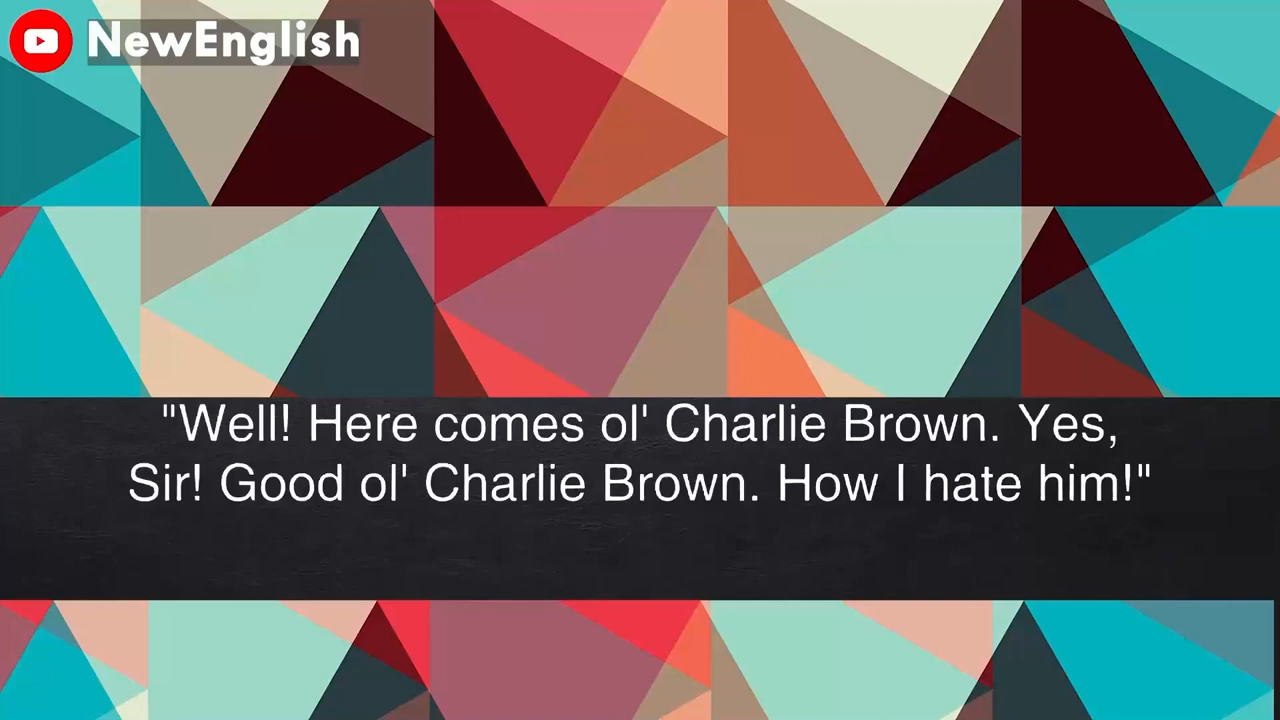 NewEnglish
"Well! Here comes ol' Charlie Brown. Yes,
Sir! Good ol' Charlie Brown. How I hate him!"